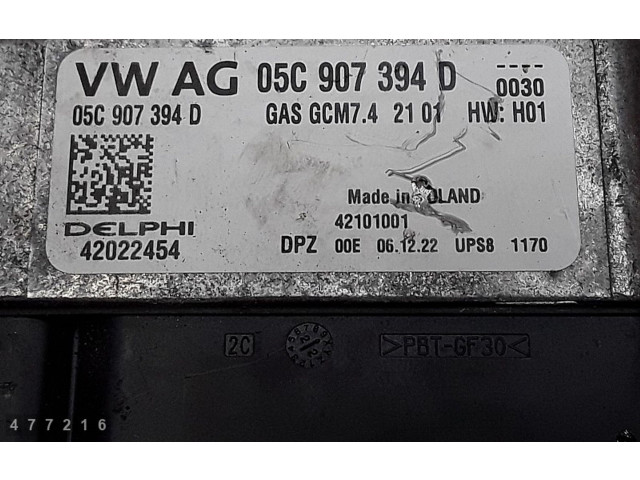 VW AG 05C 907 394 D 0030
05C 907 394 D GAS GCM7.4 21 01 HW: H01
Made in POLAND
DELPHI 42101001
42022454 DPZ 00E 06.12.22 UPS8 1170
2C >PBT-GF30<
477216